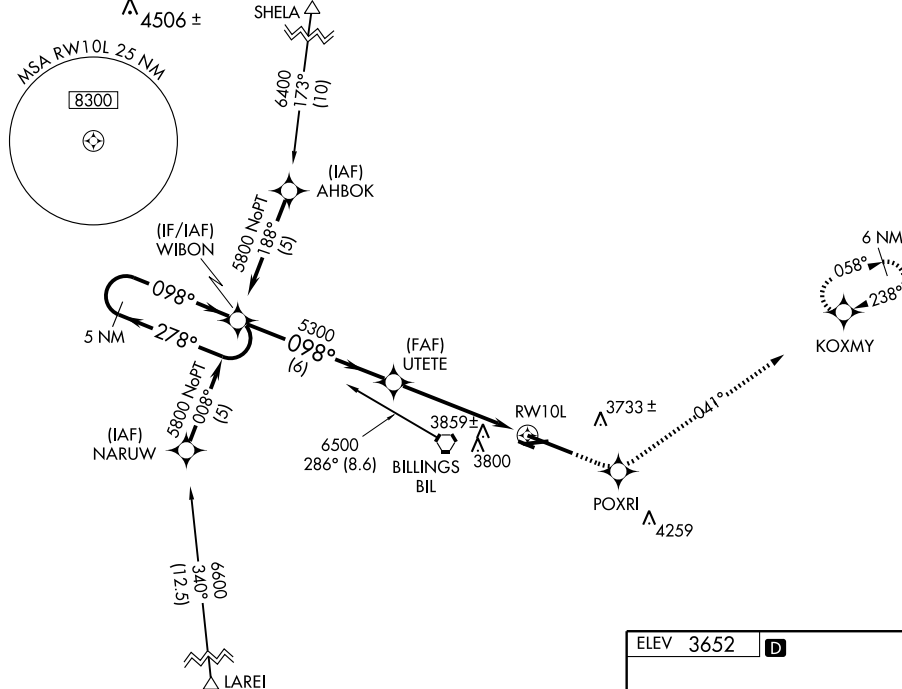 4506 ±
SHELA
MSA RW10L 25 NM
8300
6400
173°
(10)
(IAF)
AHBOK
5800 NoPT
188°
(5)
(IF/IAF)
WIBON
6 NM
058°
238°
KOXMY
098°
278°
5 NM
5300
098°
(6)
(FAF)
UTETE
5800 NoPT
008°
(5)
(IAF)
NARUW
6500
286° (8.6)
BILLINGS
BIL
3859±
3800
RW10L
3733 ±
041°
POXRI
4259
6600
340°
(12.5)
LAREI
ELEV 3652 D